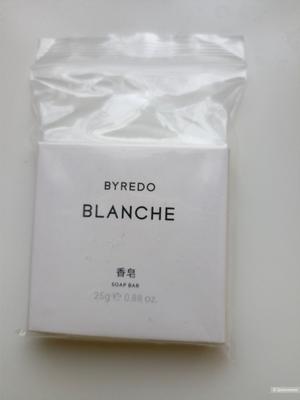 BYREDO
BLANCHE
香皂
SOAP BAR
25g ℮ 0.88 oz.